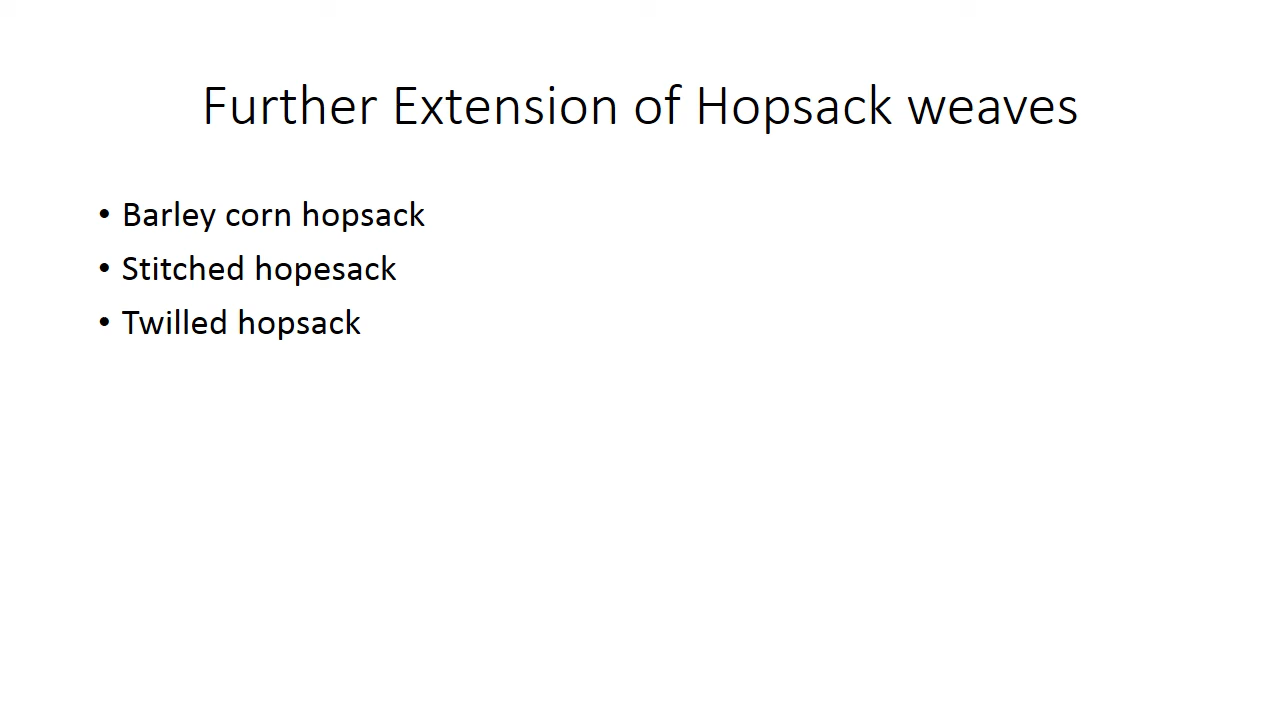 Further Extension of Hopsack weaves
• Barley corn hopsack
• Stitched hopesack
• Twilled hopsack